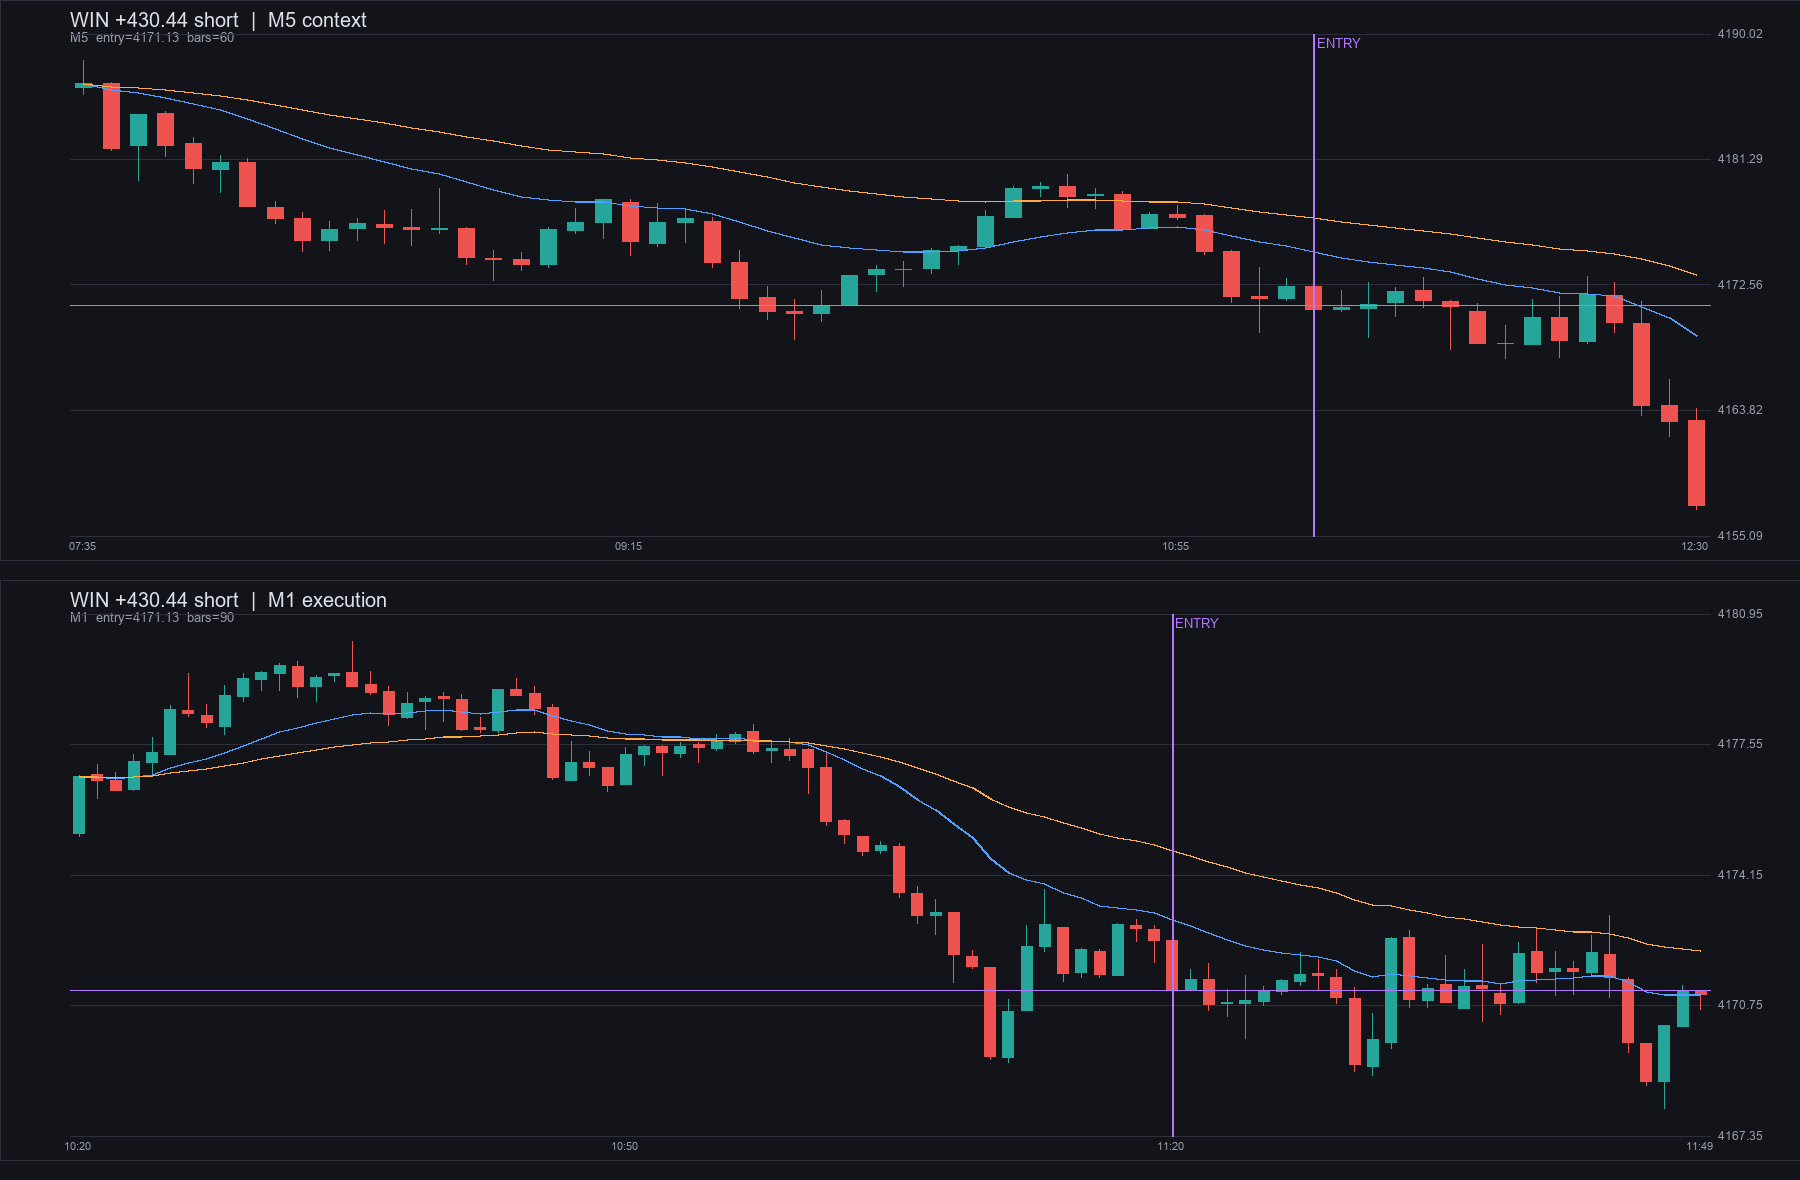 WIN +430.44 short | M5 context
M5 entry=4171.13 bars=60
ENTRY
4190.02
4181.29
4172.56
4163.82
4155.09
07:35 09:15 10:55 12:30
WIN +430.44 short | M1 execution
M1 entry=4171.13 bars=90
ENTRY
4180.95
4177.55
4174.15
4170.75
4167.35
10:20 10:50 11:20 11:49